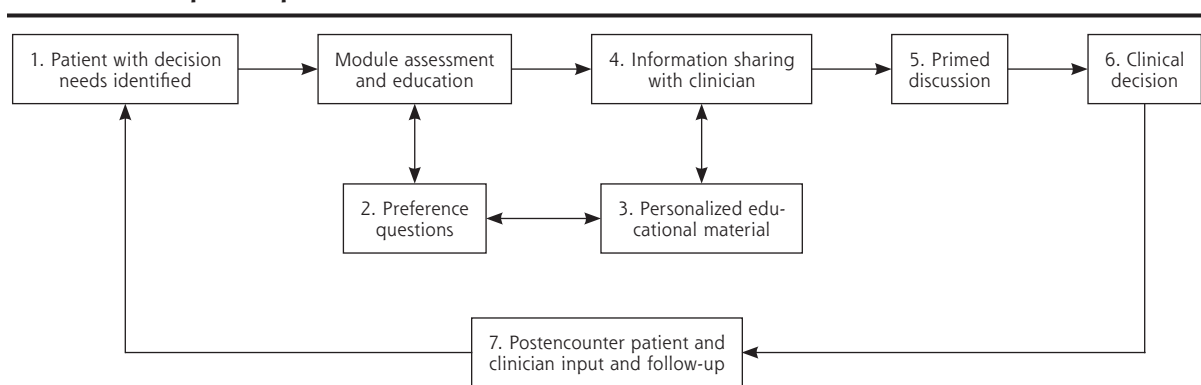 1. Patient with decision
needs identified
Module assessment
and education
4. Information sharing
with clinician
5. Primed
discussion
6. Clinical
decision
2. Preference
questions
3. Personalized edu-
cational material
7. Postencounter patient and
clinician input and follow-up